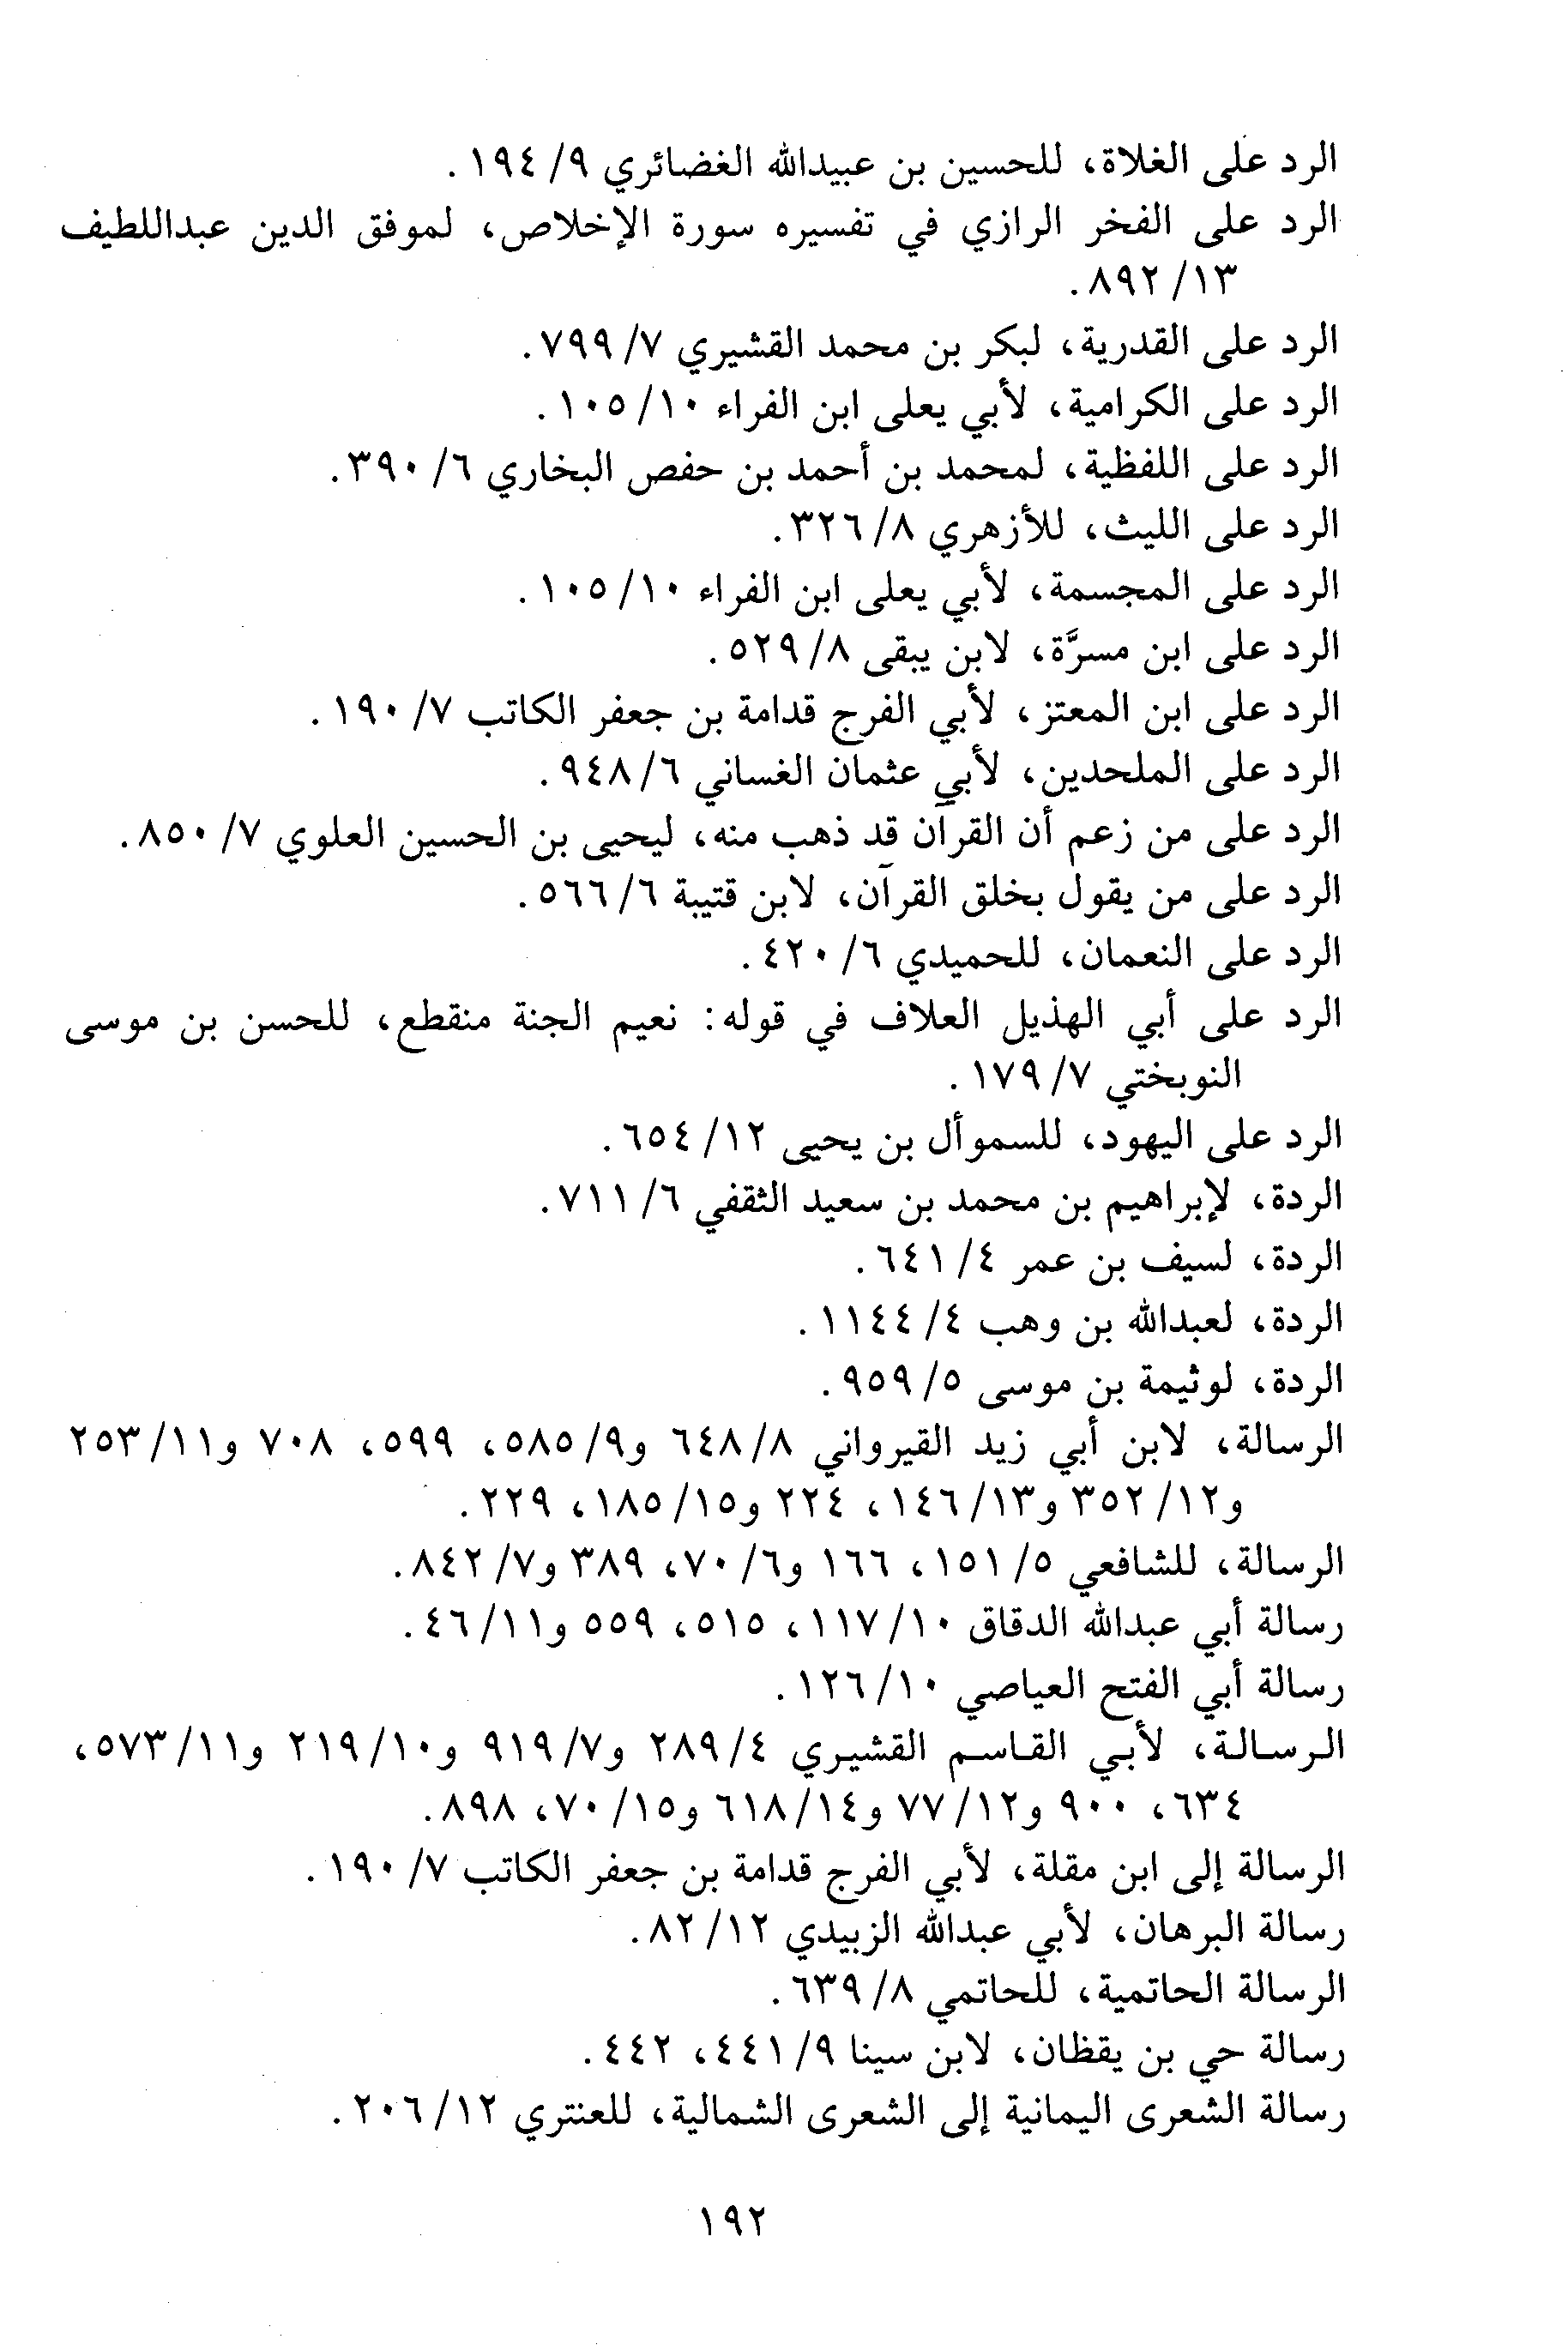 الرد على الغلاة، للحسين بن عبيدالله الغضائري ٩/ ١٩٤.
الرد على الفخر الرازي في تفسيره سورة الإخلاص، لموفق الدين عبداللطيف
١٣/ ٨٩٢.
الرد على القدرية، لبكر بن محمد القشيري ٧/ ٧٩٩.
الرد على الكرامية، لأبي يعلى ابن الفراء ١٠/ ١٠٥.
الرد على اللفظية، لمحمد بن أحمد بن حفص البخاري ٦/ ٣٩٠.
الرد على الليث، للأزهري ٨/ ٣٢٦.
الرد على المجسمة، لأبي يعلى ابن الفراء ١٠/ ١٠٥.
الرد على ابن مسرَّة، لابن يبقى ٨/ ٥٢٩.
الرد على ابن المعتز، لأبي الفرج قدامة بن جعفر الكاتب ٧/ ١٩٠.
الرد على الملحدين، لأبي عثمان الغساني ٦/ ٩٤٨.
الرد على من زعم أن القرآن قد ذهب منه، ليحيى بن الحسين العلوي ٧/ ٨٥٠.
الرد على من يقول بخلق القرآن، لابن قتيبة ٦/ ٥٦٦.
الرد على النعمان، للحميدي ٦/ ٤٢٠.
الرد على أبي الهذيل العلاف في قوله: نعيم الجنة منقطع، للحسن بن موسى
النوبختي ٧/ ١٧٩.
الرد على اليهود، للسموأل بن يحيى ١٢/ ٦٥٤.
الردة، لإبراهيم بن محمد بن سعيد الثقفي ٦/ ٧١١.
الردة، لسيف بن عمر ٤/ ٦٤١.
الردة، لعبدالله بن وهب ٤/ ١١٤٤.
الردة، لوثيمة بن موسى ٥/ ٩٥٩.
الرسالة، لابن أبي زيد القيرواني ٨/ ٦٤٨ و٩/ ٥٨٥، ٥٩٩، ٧٠٨ و١١/ ٢٥٣
و١٢/ ٣٥٢ و١٣/ ١٤٦، ٢٢٤ و١٥/ ١٨٥، ٢٢٩.
الرسالة، للشافعي ٥/ ١٥١، ١٦٦ و٦/ ٧٠، ٣٨٩ و٧/ ٨٤٢.
رسالة أبي عبدالله الدقاق ١٠/ ١١٧، ٥١٥، ٥٥٩ و١١/ ٤٦.
رسالة أبي الفتح العياصي ١٠/ ١٢٦.
الرسالة، لأبي القاسم القشيري ٤/ ٢٨٩ و٧/ ٩١٩ و١٠/ ٢١٩ و١١/ ٥٧٣،
٦٣٤، ٩٠٠ و١٢/ ٧٧ و١٤/ ٦١٨ و١٥/ ٧٠، ٨٩٨.
الرسالة إلى ابن مقلة، لأبي الفرج قدامة بن جعفر الكاتب ٧/ ١٩٠.
رسالة البرهان، لأبي عبدالله الزبيدي ١٢/ ٨٢.
الرسالة الحاتمية، للحاتمي ٨/ ٦٣٩.
رسالة حي بن يقظان، لابن سينا ٩/ ٤٤١، ٤٤٢.
رسالة الشعرى اليمانية إلى الشعرى الشمالية، للعنتري ١٢/ ٢٠٦.
١٩٢